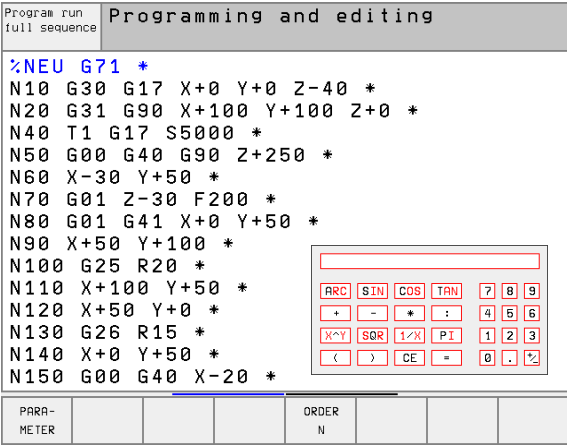 Program run
full sequence
Programming and editing
%NEU G71 *
N10 G30 G17 X+0 Y+0 Z-40 *
N20 G31 G90 X+100 Y+100 Z+0 *
N40 T1 G17 S5000 *
N50 G00 G40 G90 Z+250 *
N60 X-30 Y+50 *
N70 G01 Z-30 F200 *
N80 G01 G41 X+0 Y+50 *
N90 X+50 Y+100 *
N100 G25 R20 *
N110 X+100 Y+50 *
N120 X+50 Y+0 *
N130 G26 R15 *
N140 X+0 Y+50 *
N150 G00 G40 X-20 *
ARC SIN COS TAN 7 8 9
+ - * : 4 5 6
X^Y SQR 1/X PI 1 2 3
( ) CE = 0 . +/-
PARA-
METER
ORDER
N